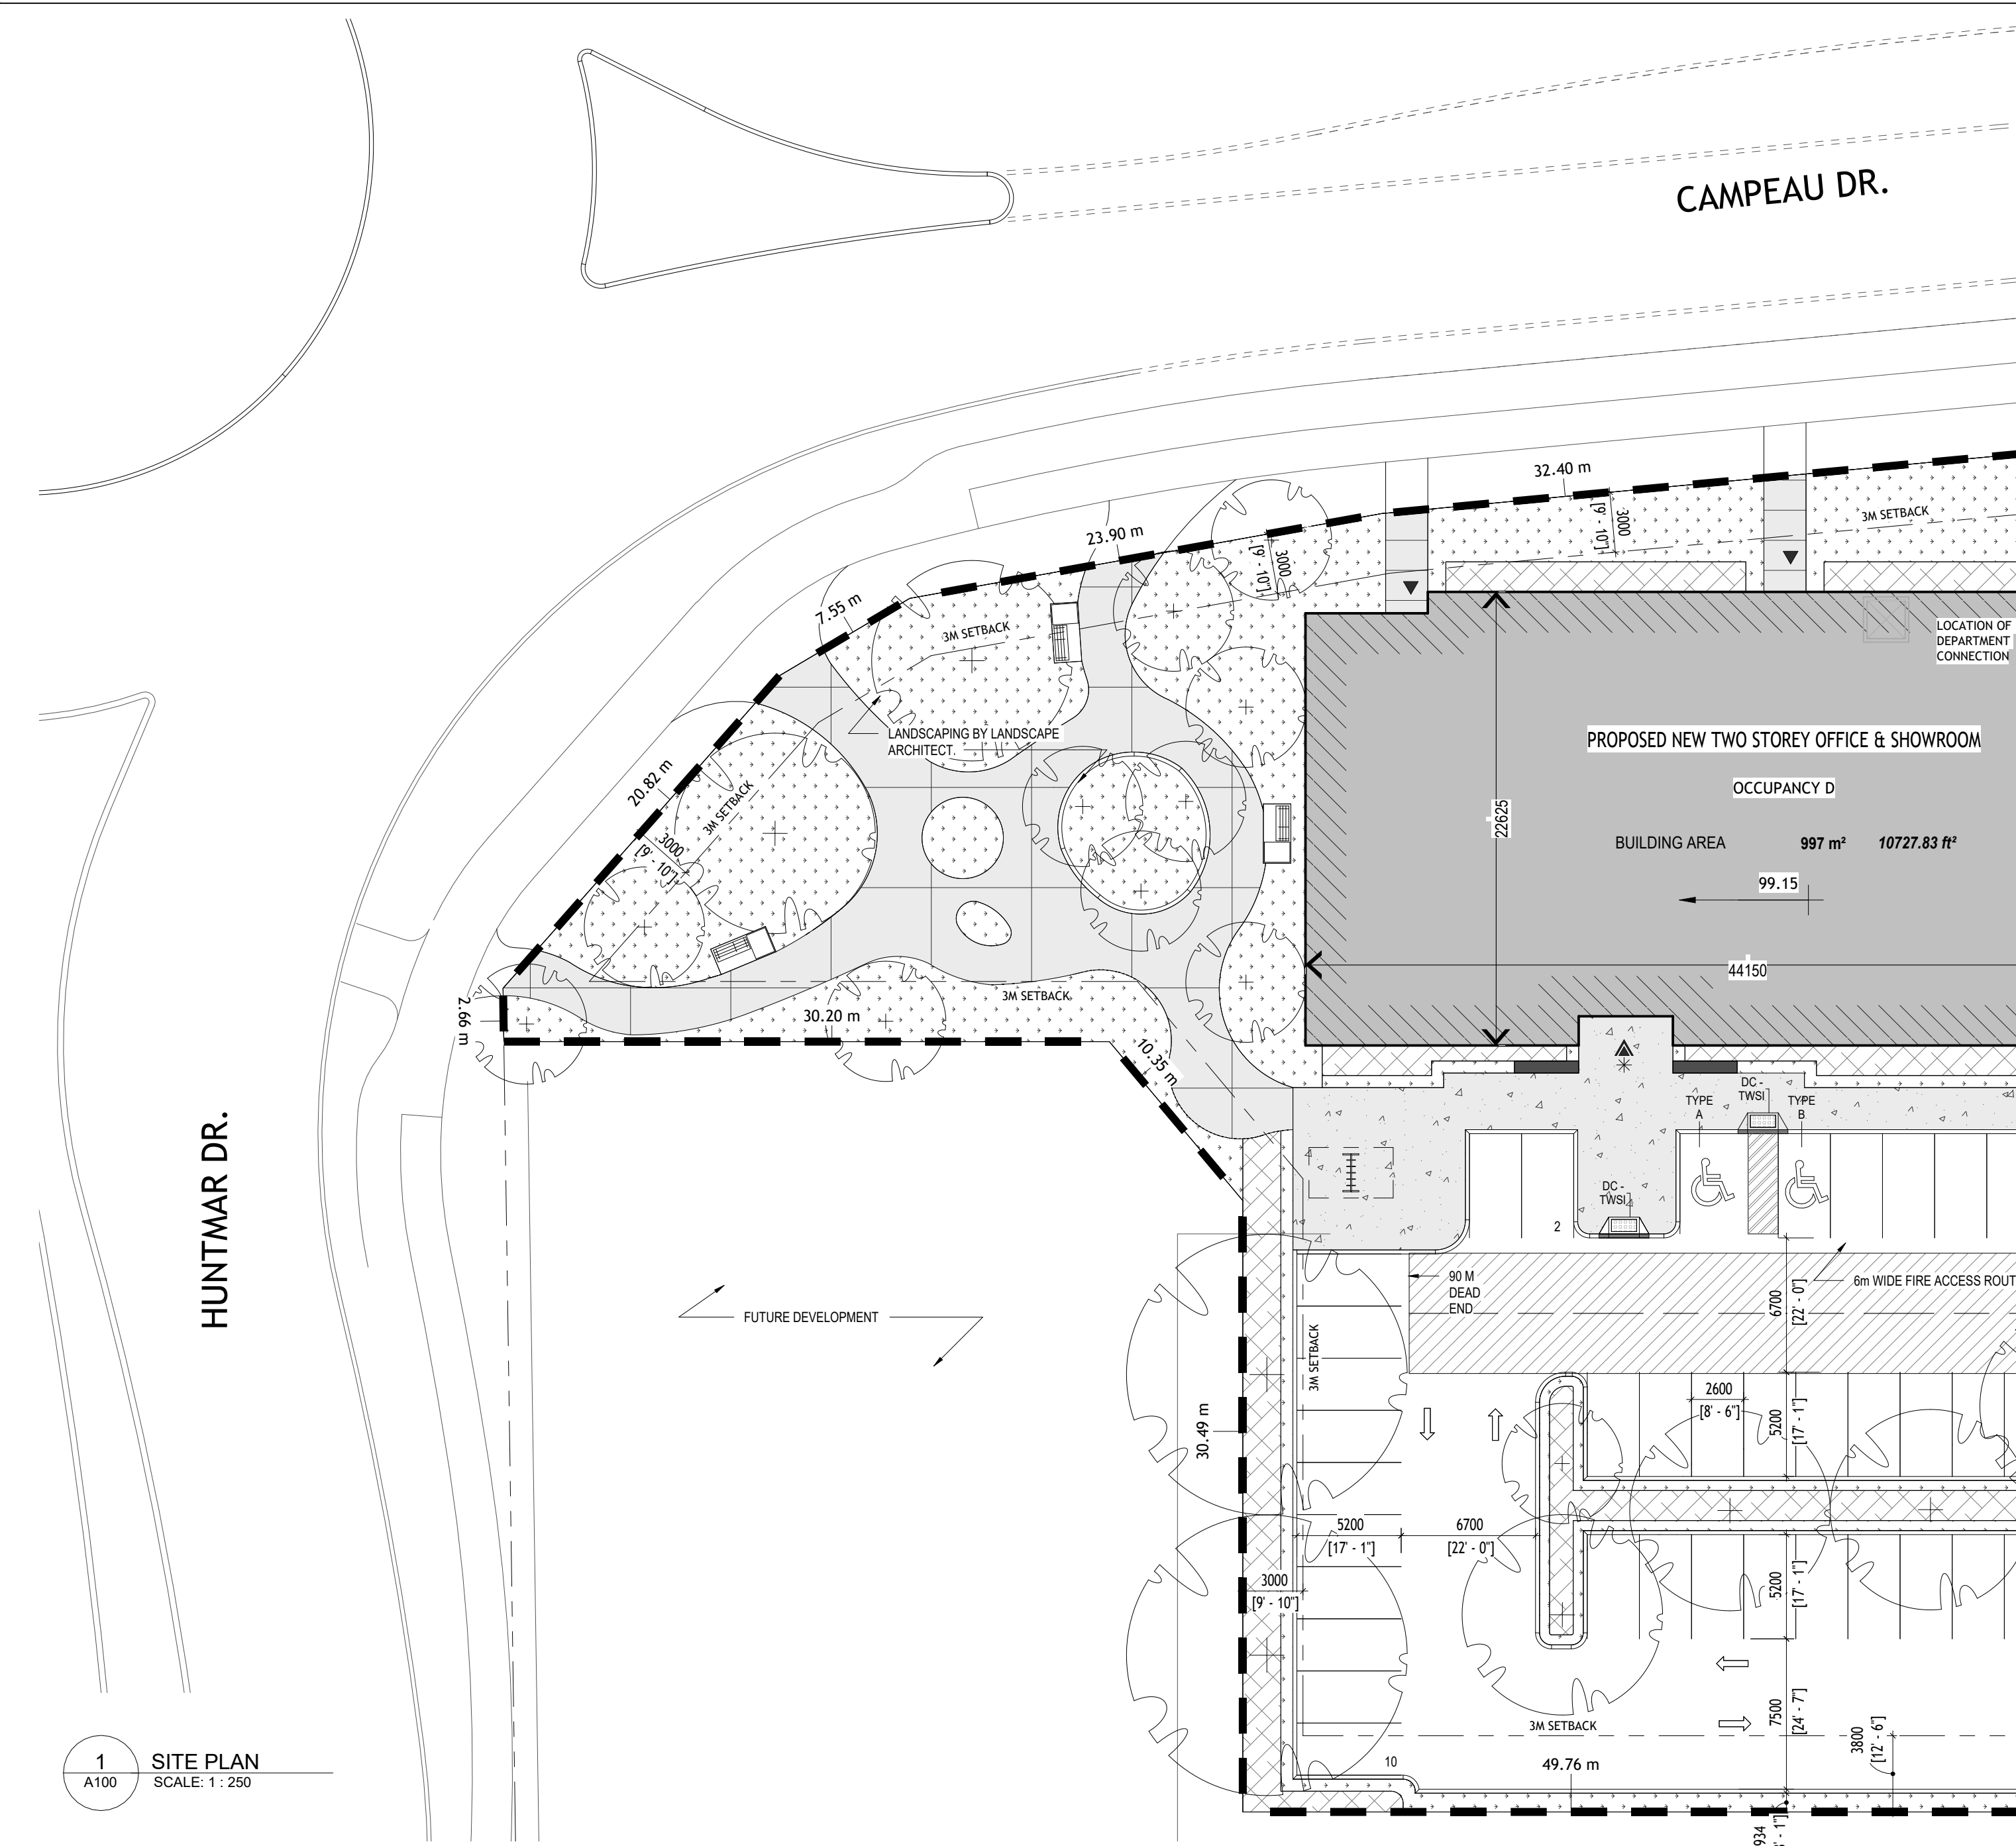 CAMPEAU DR.
32.40 m
23.90 m
3000
[9' - 10"]
3M SETBACK
3000
[9' - 10"]
7.55 m
3M SETBACK
LOCATION OF
DEPARTMENT
CONNECTION
LANDSCAPING BY LANDSCAPE
ARCHITECT.
PROPOSED NEW TWO STOREY OFFICE & SHOWROOM
OCCUPANCY D
BUILDING AREA 997 m² 10727.83 ft²
99.15
22625
44150
20.82 m
3M SETBACK
3000
[9' - 10"]
2.66 m
3M SETBACK
30.20 m
10.35 m
DC -
TWSI
TYPE
A
TYPE
B
DC -
TWSI
2
HUNTMAR DR.
90 M
DEAD
END
6m WIDE FIRE ACCESS ROUT
6700
[22' - 0"]
FUTURE DEVELOPMENT
3M SETBACK
30.49 m
2600
[8' - 6"]
5200
[17' - 1"]
5200
[17' - 1"]
6700
[22' - 0"]
3000
[9' - 10"]
5200
[17' - 1"]
7500
[24' - 7"]
3M SETBACK
3800
[12' - 6"]
10
49.76 m
934
' - 1"]
1
A100
SITE PLAN
SCALE: 1 : 250